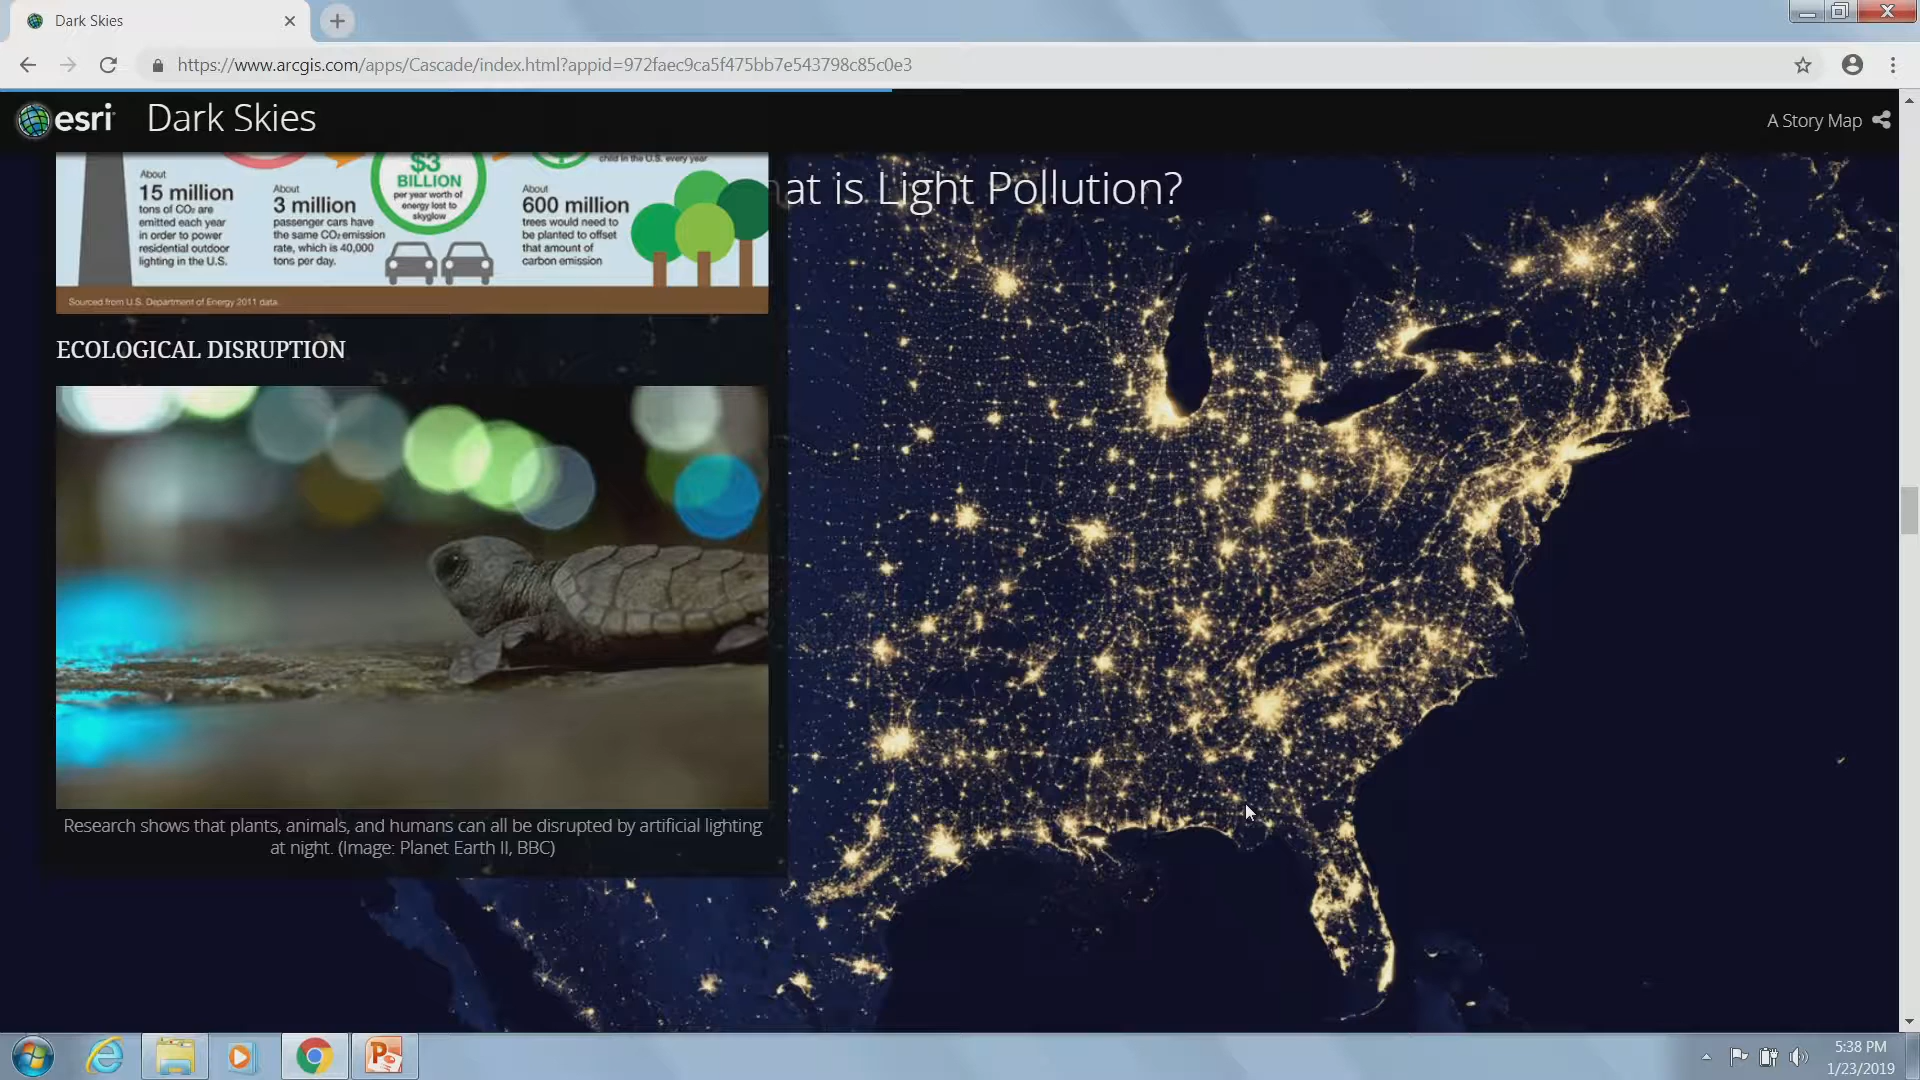 Dark Skies
https://www.arcgis.com/apps/Cascade/index.html?appid=972faec9ca5f475bb7e543798c85c0e3
esri
Dark Skies
A Story Map
at is Light Pollution?
child in the U.S. every year
$3
BILLION
per year worth of
energy lost to
skyglow
About
15 million
tons of CO₂ are
emitted each year
in order to power
residential outdoor
lighting in the U.S.
About
3 million
passenger cars have
the same CO₂ emission
rate, which is 40,000
tons per day.
About
600 million
trees would need to
be planted to offset
that amount of
carbon emission
Sourced from U.S. Department of Energy 2011 data.
ECOLOGICAL DISRUPTION
Research shows that plants, animals, and humans can all be disrupted by artificial lighting
at night. (Image: Planet Earth II, BBC)
5:38 PM
1/23/2019